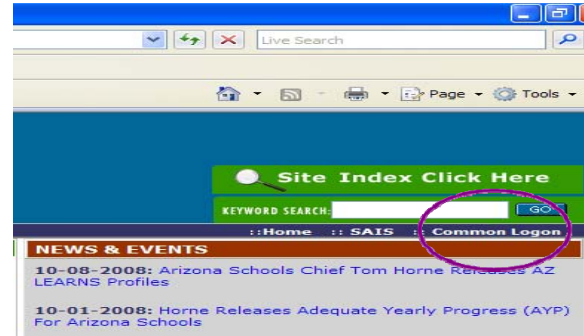 Live Search
Page Tools
Site Index Click Here
KEYWORD SEARCH: GO
::Home :: SAIS :: Common Logon
NEWS & EVENTS
10-08-2008: Arizona Schools Chief Tom Horne Releases AZ
LEARNS Profiles
10-01-2008: Horne Releases Adequate Yearly Progress (AYP)
For Arizona Schools